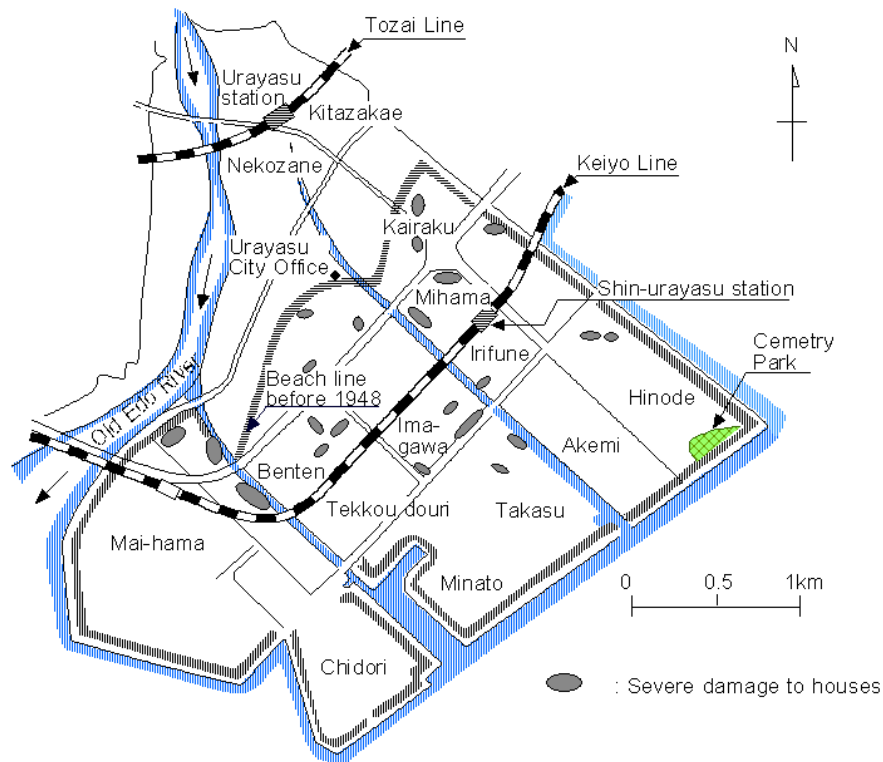 Tozai Line
N
Urayasu
station
Kitazakae
Nekozane
Keiyo Line
Kairaku
Urayasu
City Office
Mihama
Shin-urayasu station
Irifune
Cemetry
Park
Old Edo River
Beach line
before 1948
Hinode
Ima-
gawa
Akemi
Benten
Tekkou douri
Takasu
Mai-hama
Minato
0 0.5 1km
Chidori
: Severe damage to houses